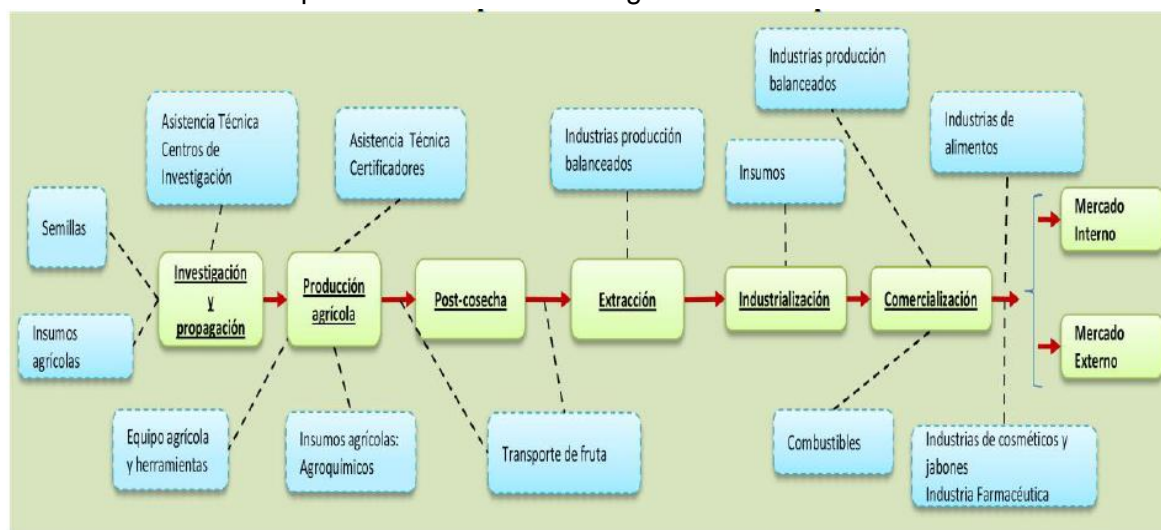 Industrias producción
balanceados
Asistencia Técnica
Centros de
Investigación
Asistencia Técnica
Certificadores
Industrias producción
balanceados
Insumos
Industrias de
alimentos
Semillas
Mercado
Interno
Investigación
y
propagación
Producción
agrícola
Post-cosecha
Extracción
Industrialización
Comercialización
Insumos
agrícolas
Mercado
Externo
Equipo agrícola
y herramientas
Insumos agrícolas:
Agroquímicos
Transporte de fruta
Combustibles
Industrias de cosméticos y
jabones
Industria Farmacéutica